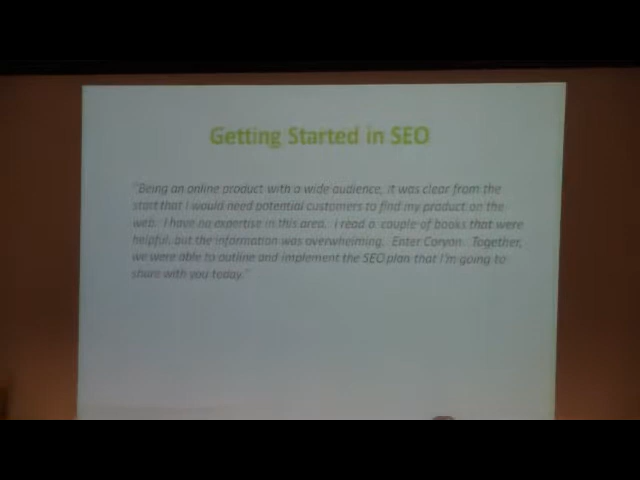 Getting Started in SEO
"Being an online product with a wide audience, it was clear from the
start that I would need potential customers to find my product on the
web. I have no expertise in this area. I read a couple of books that were
helpful, but the information was overwhelming. Enter Coryon. Together,
we were able to outline and implement the SEO plan that I'm going to
share with you today."